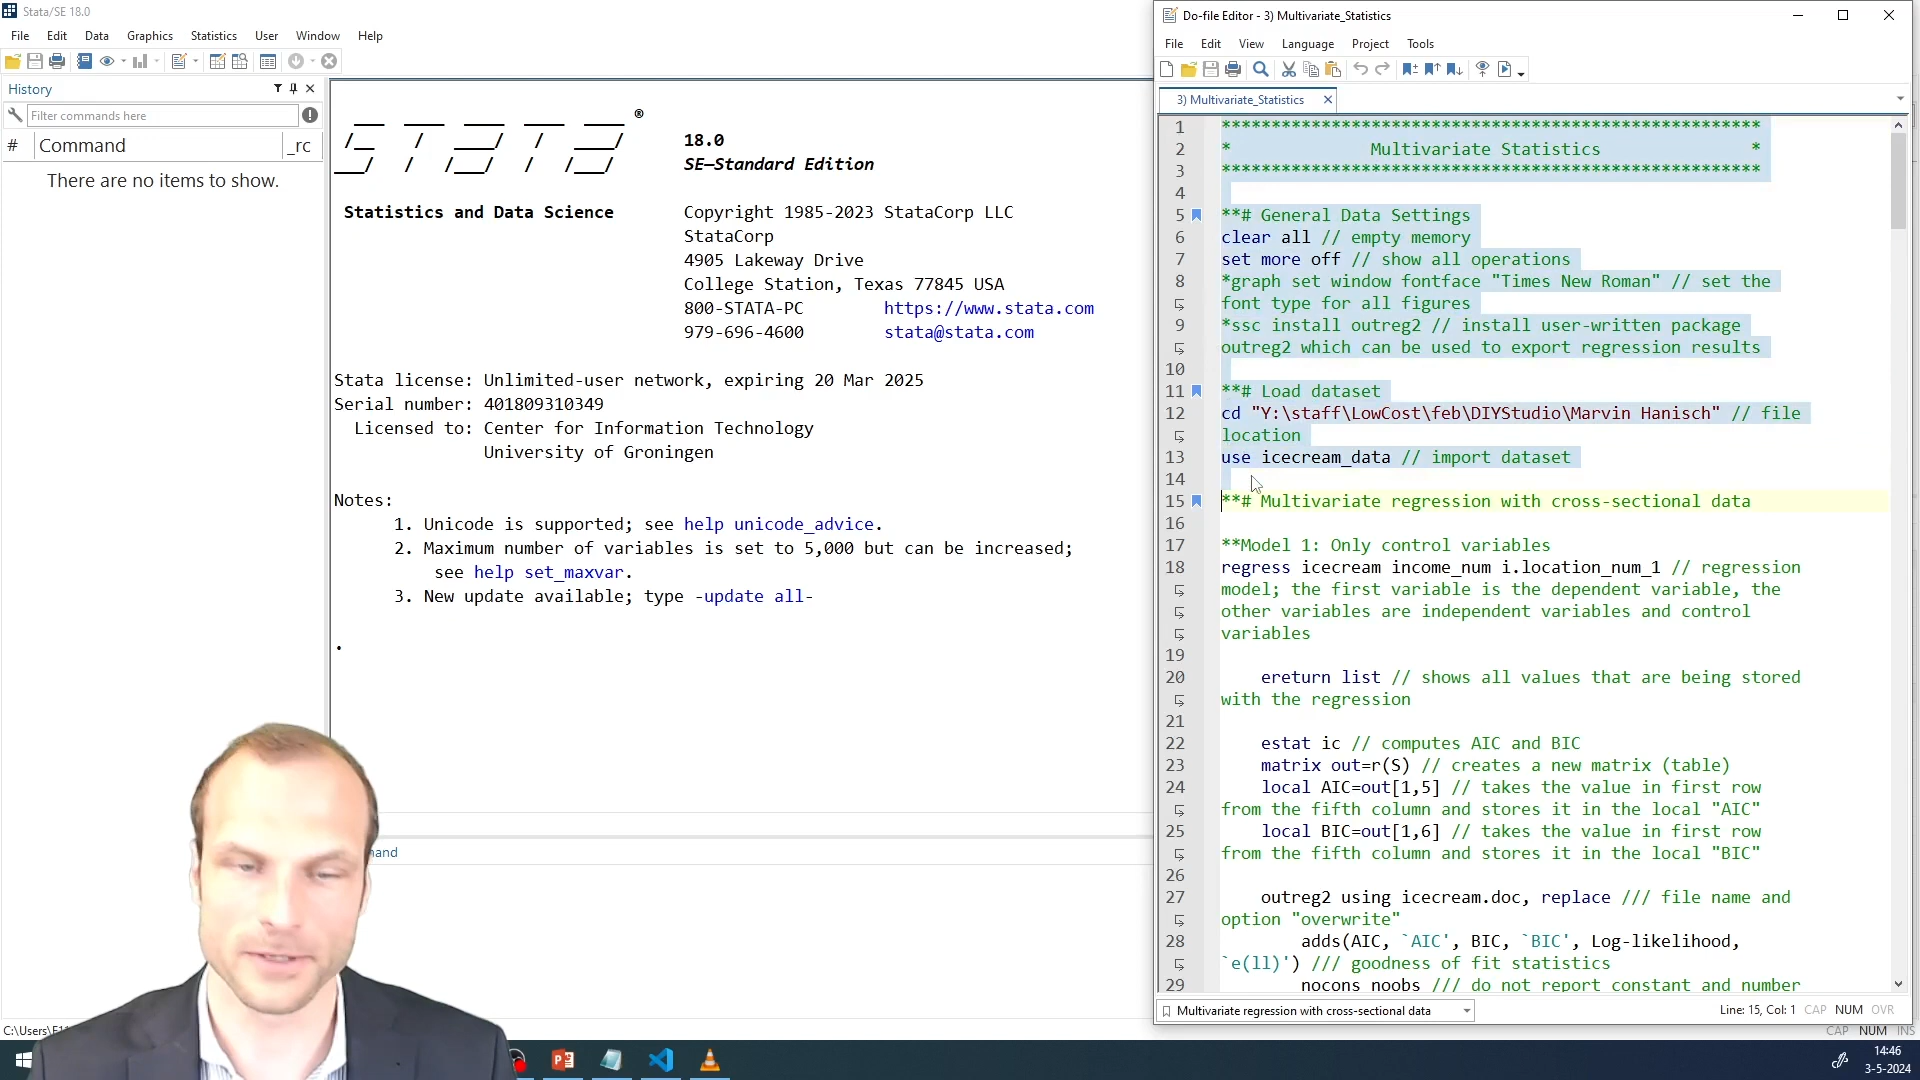 Stata/SE 18.0
File Edit Data Graphics Statistics User Window Help
History
Filter commands here
# Command _rc
There are no items to show.
®
18.0
SE—Standard Edition
Statistics and Data Science Copyright 1985-2023 StataCorp LLC
StataCorp
4905 Lakeway Drive
College Station, Texas 77845 USA
800-STATA-PC https://www.stata.com
979-696-4600 stata@stata.com
Stata license: Unlimited-user network, expiring 20 Mar 2025
Serial number: 401809310349
Licensed to: Center for Information Technology
University of Groningen
Notes:
1. Unicode is supported; see help unicode_advice.
2. Maximum number of variables is set to 5,000 but can be increased;
see help set_maxvar.
3. New update available; type -update all-
.
mand
C:\Users\F1
Do-file Editor - 3) Multivariate_Statistics
File Edit View Language Project Tools
3) Multivariate_Statistics
1 ******************************************************
2 * Multivariate Statistics *
3 ******************************************************
4
5 **# General Data Settings
6 clear all // empty memory
7 set more off // show all operations
8 *graph set window fontface "Times New Roman" // set the
font type for all figures
9 *ssc install outreg2 // install user-written package
outreg2 which can be used to export regression results
10
11 **# Load dataset
12 cd "Y:\staff\LowCost\feb\DIYStudio\Marvin Hanisch" // file
location
13 use icecream_data // import dataset
14
15 **# Multivariate regression with cross-sectional data
16
17 **Model 1: Only control variables
18 regress icecream income_num i.location_num_1 // regression
model; the first variable is the dependent variable, the
other variables are independent variables and control
variables
19
20 ereturn list // shows all values that are being stored
with the regression
21
22 estat ic // computes AIC and BIC
23 matrix out=r(S) // creates a new matrix (table)
24 local AIC=out[1,5] // takes the value in first row
from the fifth column and stores it in the local "AIC"
25 local BIC=out[1,6] // takes the value in first row
from the fifth column and stores it in the local "BIC"
26
27 outreg2 using icecream.doc, replace /// file name and
option "overwrite"
28 adds(AIC, `AIC', BIC, `BIC', Log-likelihood,
`e(ll)') /// goodness of fit statistics
29 nocons noobs /// do not report constant and number
Multivariate regression with cross-sectional data
Line: 15, Col: 1 CAP NUM OVR
CAP NUM INS
14:46
3-5-2024